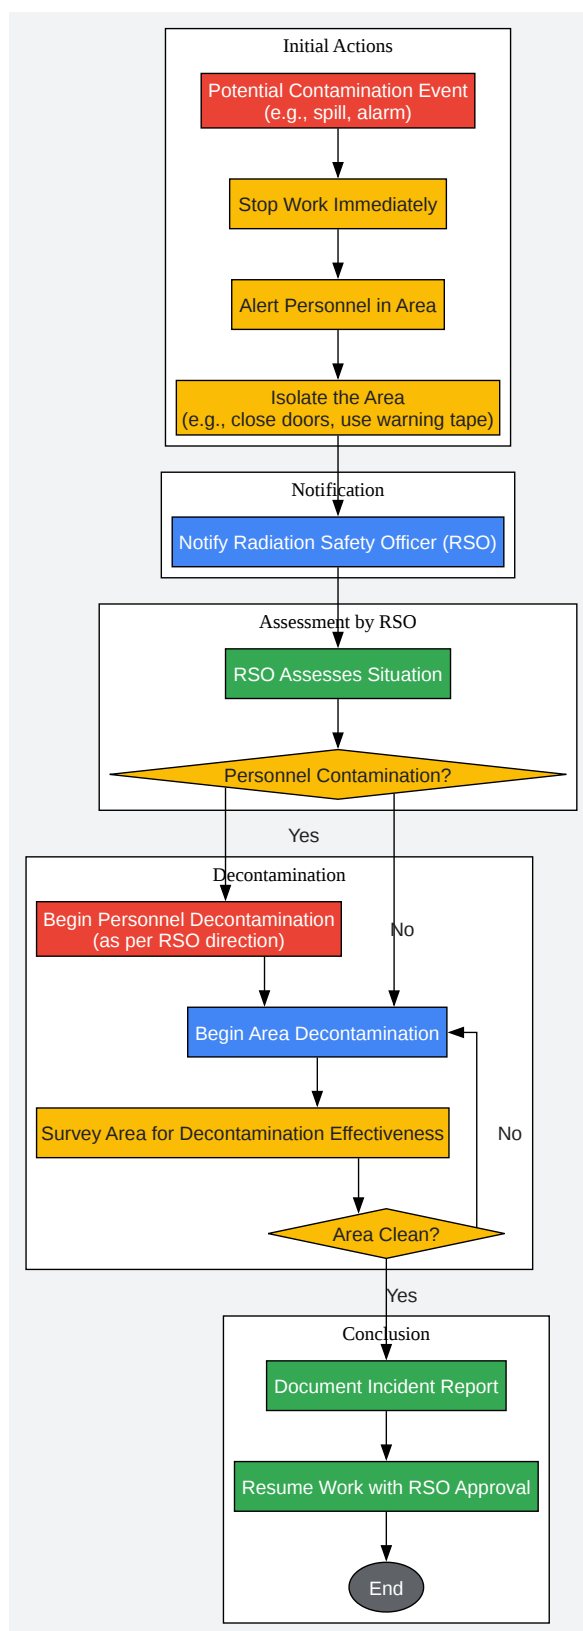 Initial Actions
Potential Contamination Event
(e.g., spill, alarm)
Stop Work Immediately
Alert Personnel in Area
Isolate the Area
(e.g., close doors, use warning tape)
Notification
Notify Radiation Safety Officer (RSO)
Assessment by RSO
RSO Assesses Situation
Personnel Contamination?
Yes
Decontamination
Begin Personnel Decontamination
(as per RSO direction)
No
Begin Area Decontamination
Survey Area for Decontamination Effectiveness
No
Area Clean?
Yes
Conclusion
Document Incident Report
Resume Work with RSO Approval
End